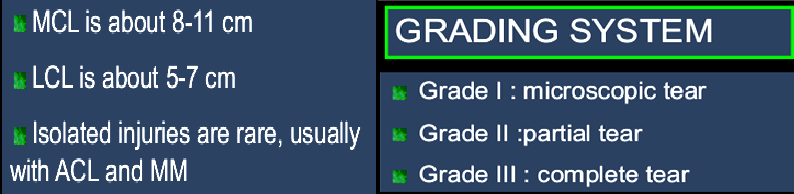 MCL is about 8-11 cm
LCL is about 5-7 cm
Isolated injuries are rare, usually
with ACL and MM
GRADING SYSTEM
Grade I : microscopic tear
Grade II :partial tear
Grade III : complete tear